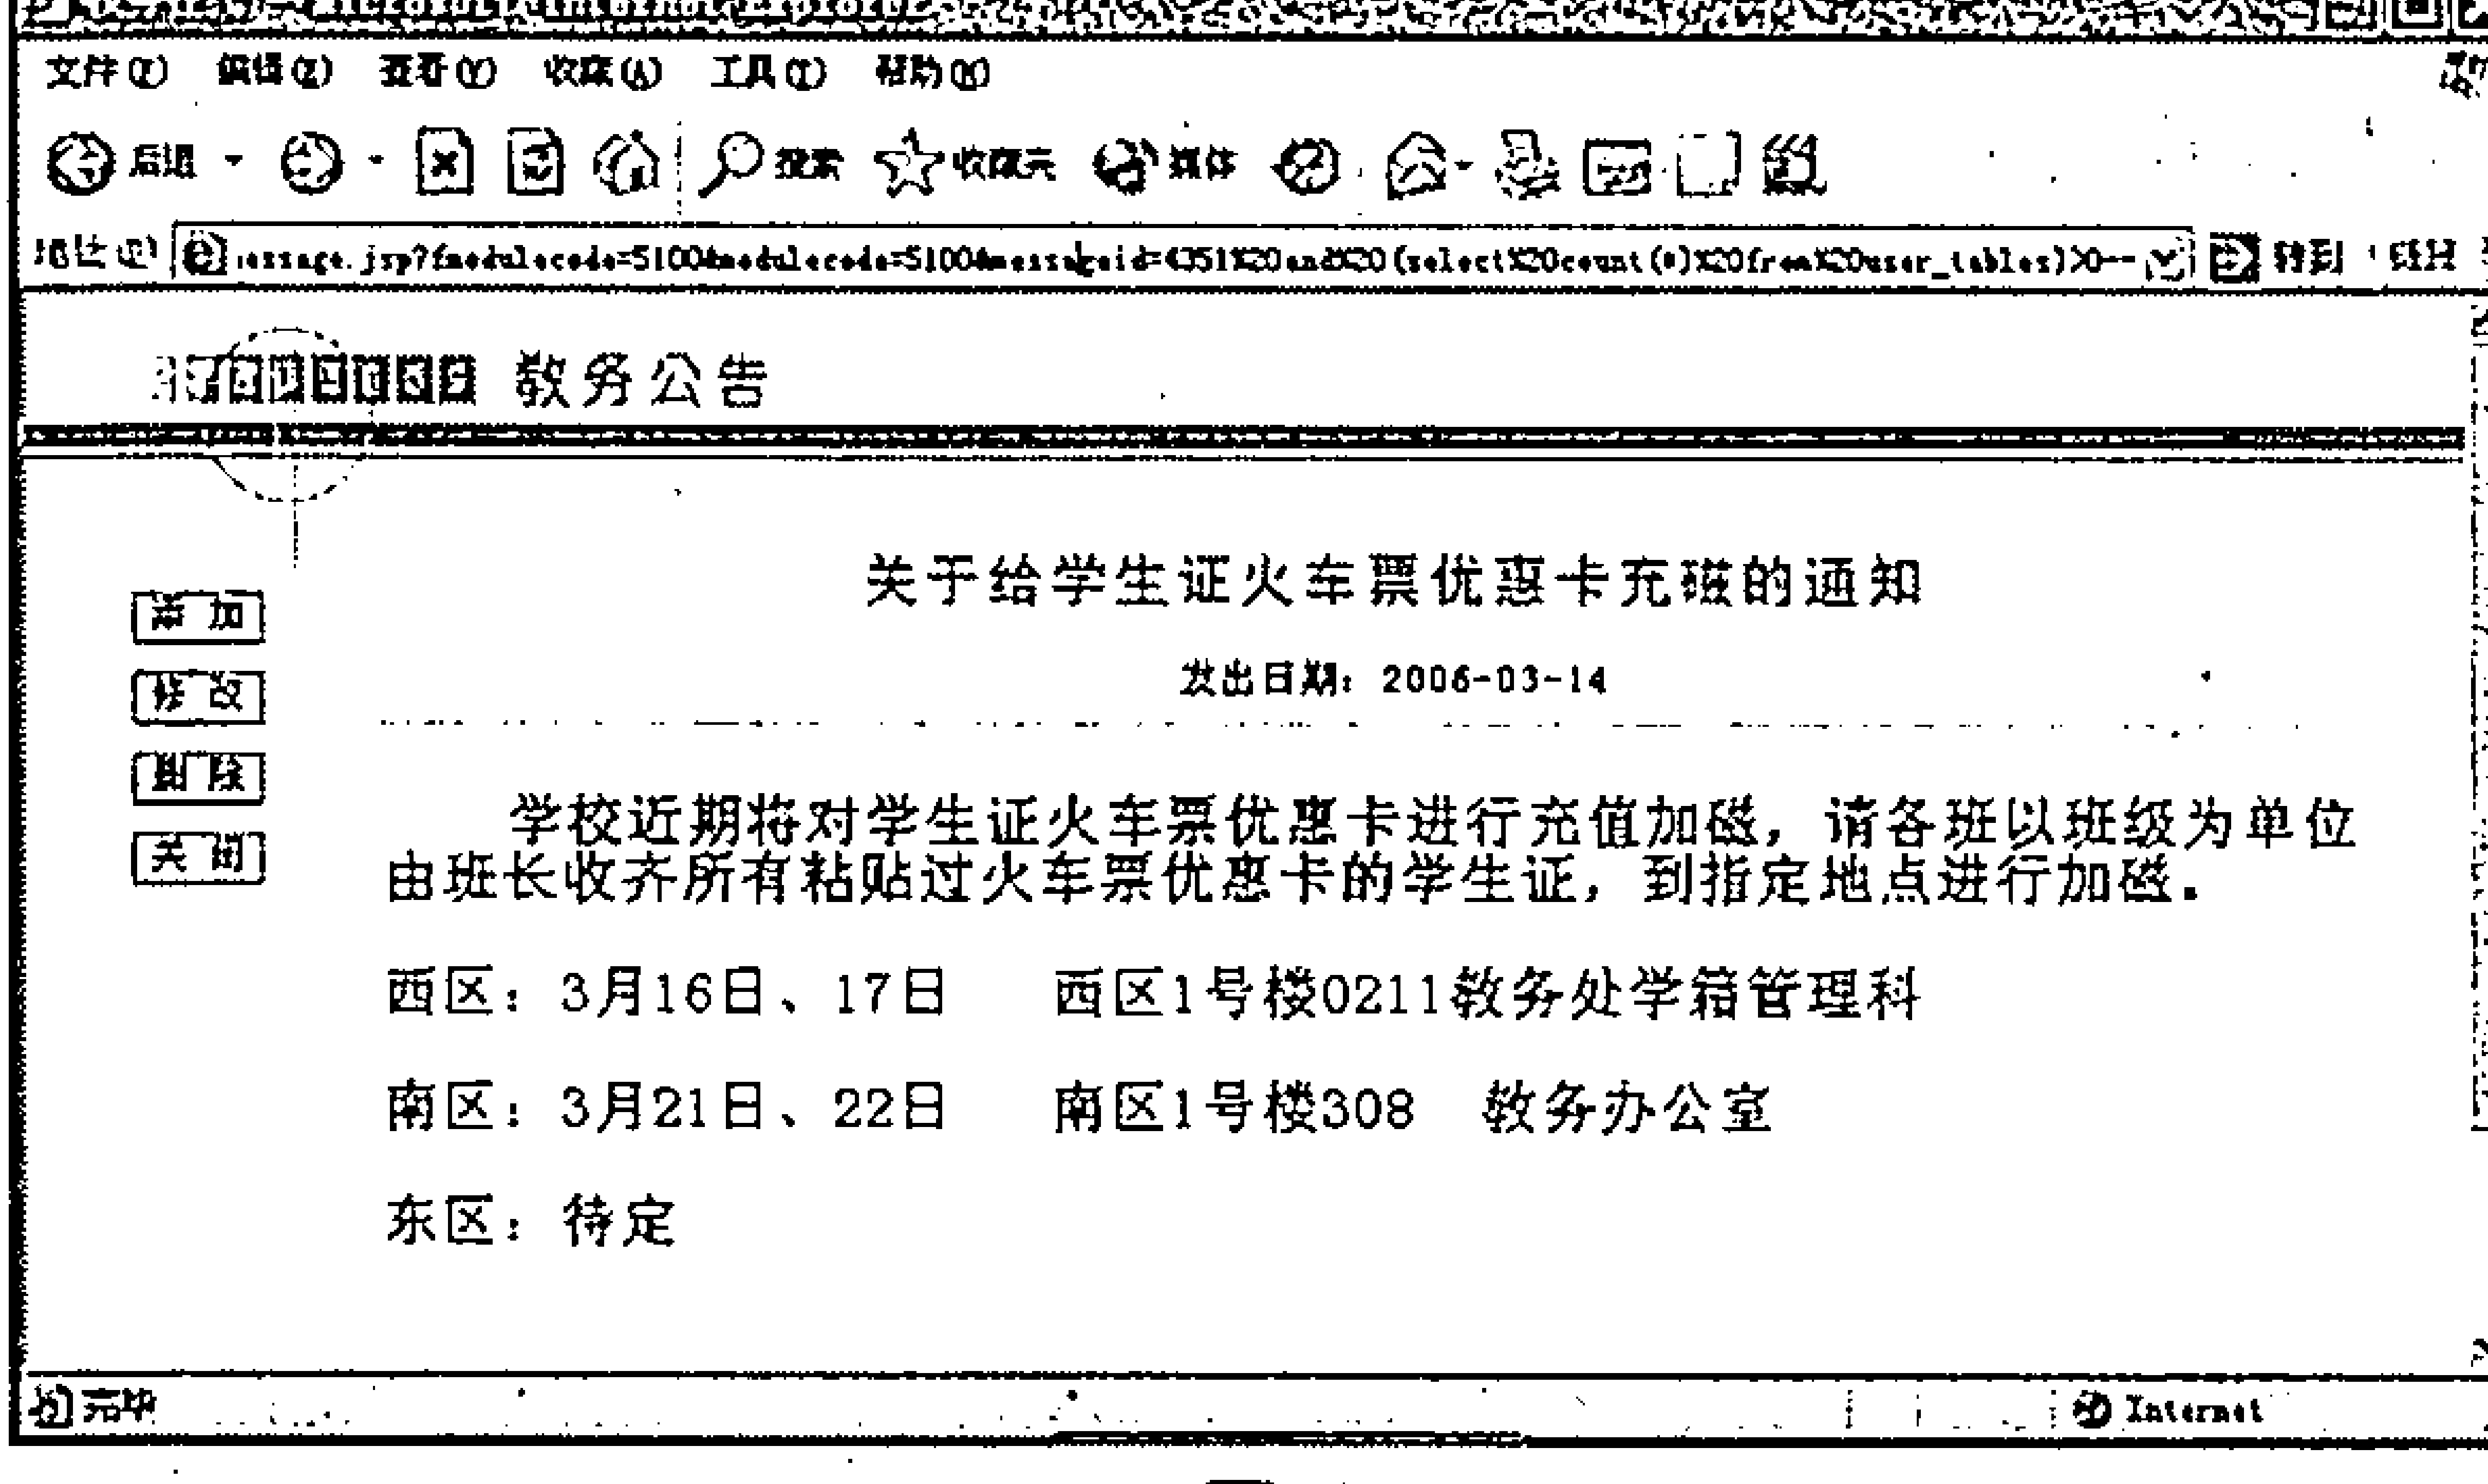 Microsoft Internet Explorer
文件(F) 编辑(E) 查看(V) 收藏(A) 工具(T) 帮助(H)
后退 搜索 收藏夹 媒体
地址(D) essage.jsp?fmodulecode=5100&modulecode=5100&messageid=4351%20and%20(select%20count(*)%20from%20user_tables)>0-- 转到
教务公告
关于给学生证火车票优惠卡充磁的通知
发出日期: 2006-03-14
添 加
修 改
删 除
关 闭
学校近期将对学生证火车票优惠卡进行充值加磁，请各班以班级为单位
由班长收齐所有粘贴过火车票优惠卡的学生证，到指定地点进行加磁.
西区: 3月16日、17日 西区1号楼0211教务处学籍管理科
南区: 3月21日、22日 南区1号楼308 教务办公室
东区: 待定
完毕 Internet